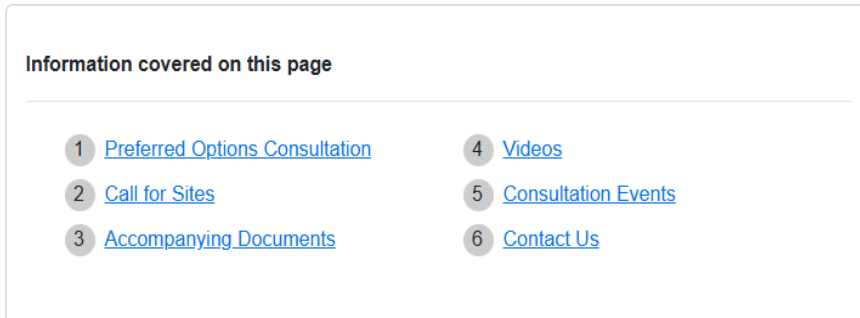 Information covered on this page
1 Preferred Options Consultation
2 Call for Sites
3 Accompanying Documents
4 Videos
5 Consultation Events
6 Contact Us